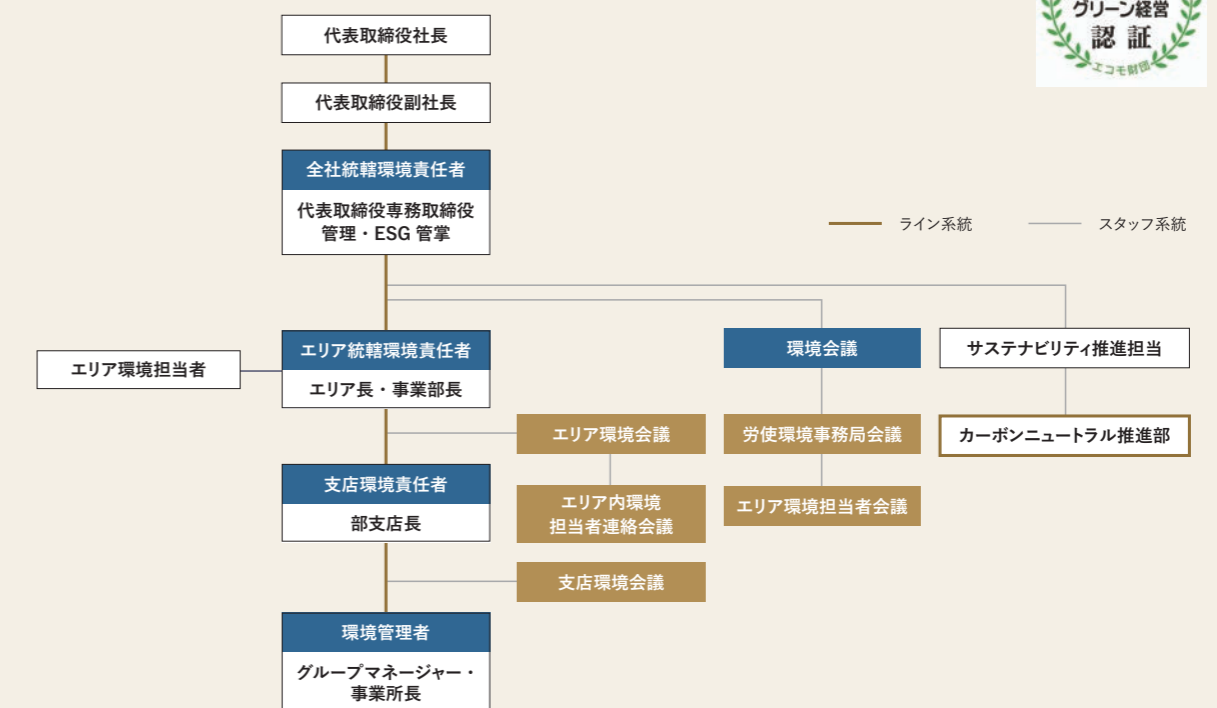 グリーン経営
認証
エコモ財団
代表取締役社長
代表取締役副社長
全社統轄環境責任者
代表取締役専務取締役
管理・ESG 管掌
ライン系統
スタッフ系統
エリア環境担当者
エリア統轄環境責任者
エリア長・事業部長
環境会議
サステナビリティ推進担当
エリア環境会議
労使環境事務局会議
カーボンニュートラル推進部
支店環境責任者
部支店長
エリア内環境
担当者連絡会議
エリア環境担当者会議
支店環境会議
環境管理者
グループマネージャー・
事業所長